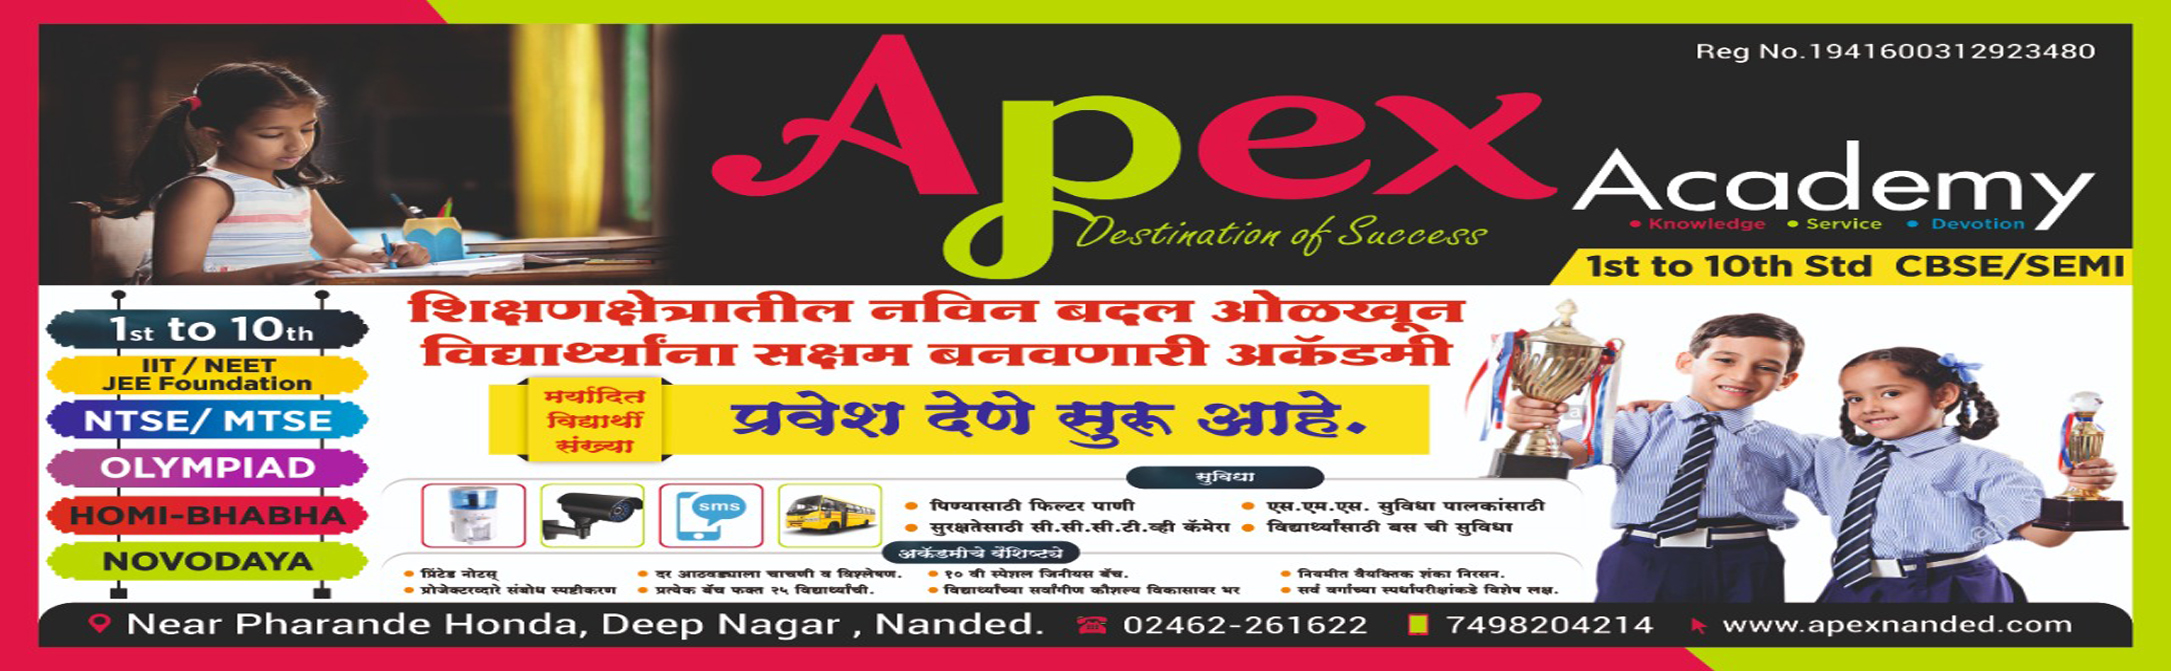 Reg No.1941600312923480
Apex
Academy
Destination of Success
• Knowledge • Service • Devotion
1st to 10th Std CBSE/SEMI
1st to 10th
IIT / NEET
JEE Foundation
NTSE/ MTSE
OLYMPIAD
HOMI-BHABHA
NOVODAYA
शिक्षणक्षेत्रातील नविन बदल ओळखून
विद्यार्थ्यांना सक्षम बनवणारी अकॅडमी
मर्यादित
विद्यार्थी
संख्या
प्रवेश देणे सुरू आहे.
सुविधा
sms
• पिण्यासाठी फिल्टर पाणी
• एस.एम.एस. सुविधा पालकांसाठी
• सुरक्षतेसाठी सी.सी.सी.टी.व्ही कॅमेरा
• विद्यार्थ्यांसाठी बस ची सुविधा
अकॅडमीचे वैशिष्ट्ये
• प्रिंटेड नोटस्
• दर आठवड्याला चाचणी व विश्लेषण.
• १० वी स्पेशल जिनीयस बॅच.
• नियमीत वैयक्तिक शंका निरसन.
• प्रोजेक्टरव्दारे संबोध स्पष्टीकरण
• प्रत्येक बॅच फक्त २५ विद्यार्थ्यांची.
• विद्यार्थ्यांच्या सर्वांगीण कौशल्य विकासावर भर
• सर्व वर्गाच्या स्पर्धापरीक्षांकडे विशेष लक्ष.
Near Pharande Honda, Deep Nagar , Nanded.
02462-261622
7498204214
www.apexnanded.com